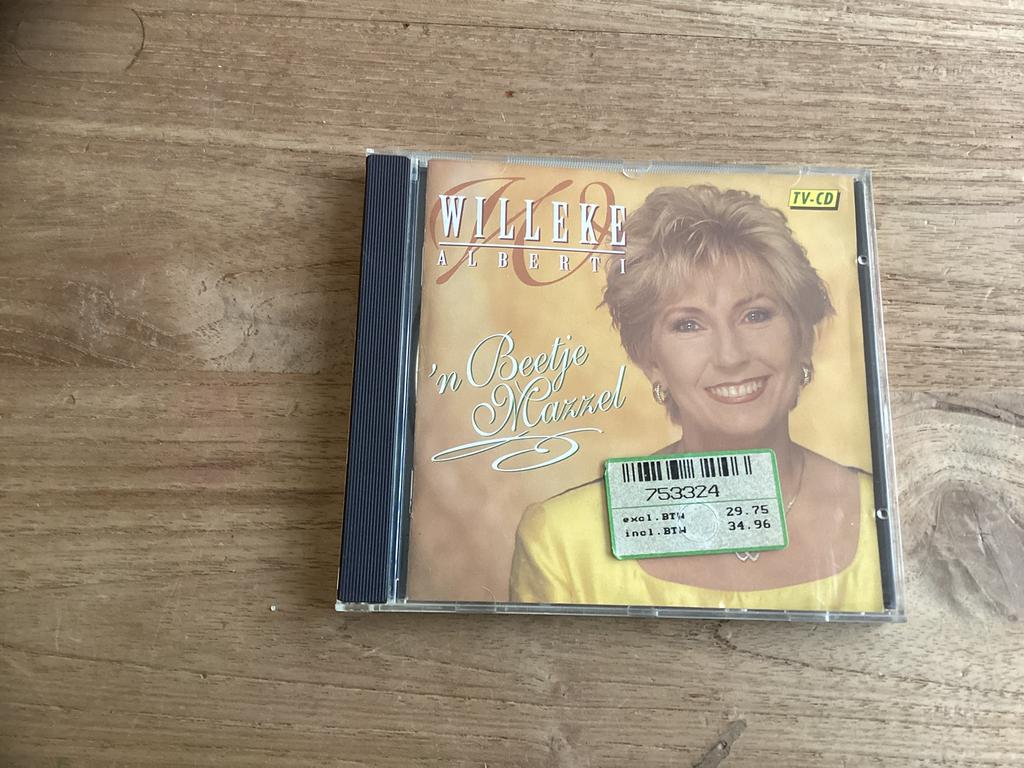 WILLEKE
ALBERTI
TV-CD
'n Beetje
Mazzel
753324
excl.BTW 29.75
incl.BTW 34.96